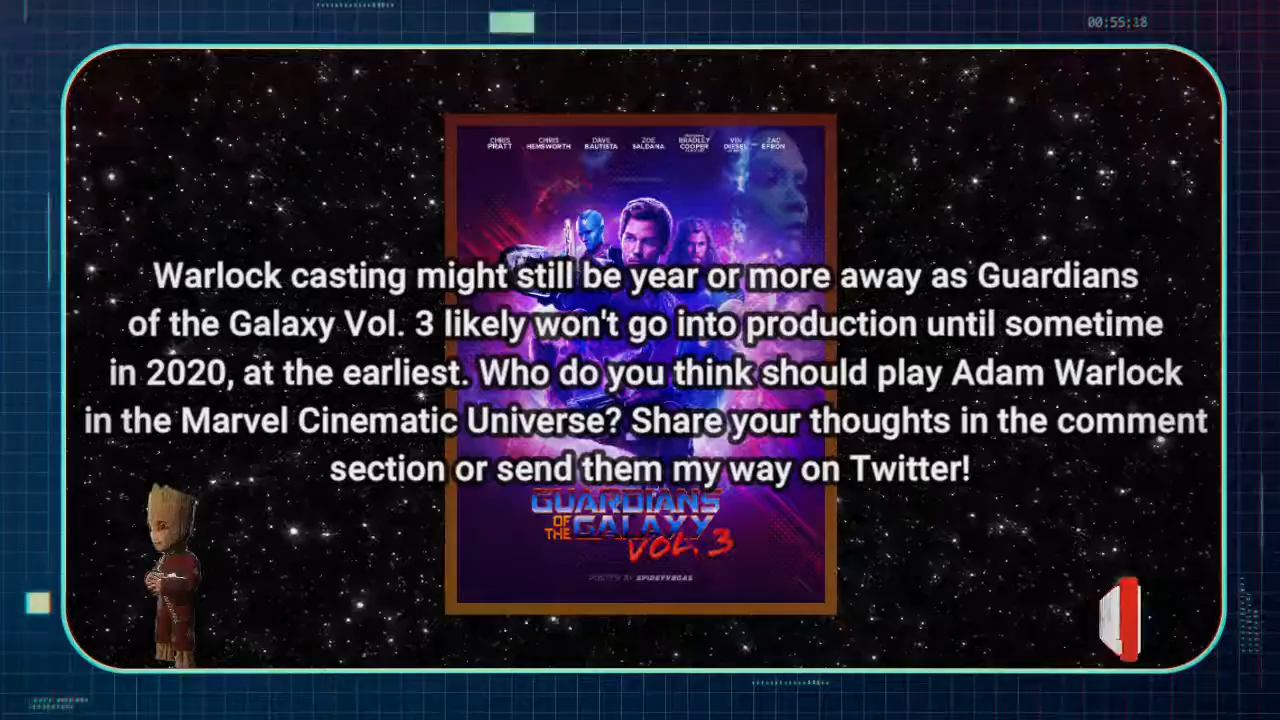 00:55:18
CHRIS PRATT
CHRIS HEMSWORTH
DAVE BAUTISTA
ZOE SALDANA
BRADLEY COOPER
VIN DIESEL
ZAC EFRON
Warlock casting might still be year or more away as Guardians
of the Galaxy Vol. 3 likely won't go into production until sometime
in 2020, at the earliest. Who do you think should play Adam Warlock
in the Marvel Cinematic Universe? Share your thoughts in the comment
section or send them my way on Twitter!
GUARDIANS
OF THE GALAXY
VOL. 3
POSTER BY SPIDEYVEGAS